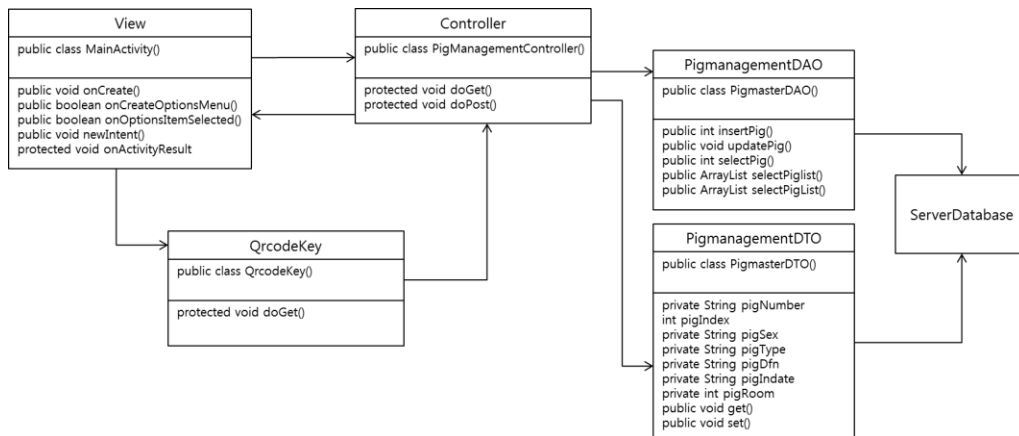 View
public class MainActivity()
public void onCreate()
public boolean onCreateOptionsMenu()
public boolean onOptionsItemSelected()
public void newIntent()
protected void onActivityResult
Controller
public class PigManagementController()
protected void doGet()
protected void doPost()
QrcodeKey
public class QrcodeKey()
protected void doGet()
PigmanagementDAO
public class PigmasterDAO()
public int insertPig()
public void updatePig()
public int selectPig()
public ArrayList selectPiglist()
public ArrayList selectPigList()
PigmanagementDTO
public class PigmasterDTO()
private String pigNumber
int pigIndex
private String pigSex
private String pigType
private String pigDfn
private String pigIndate
private int pigRoom
public void get()
public void set()
ServerDatabase